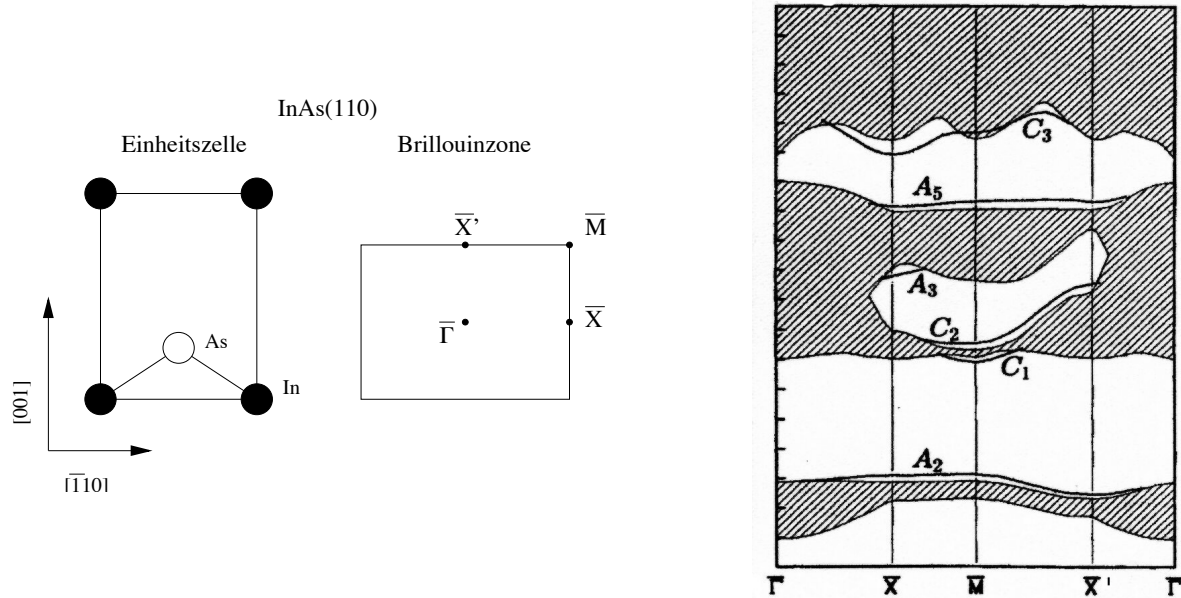 InAs(110)
Einheitszelle
Brillouinzone
As
In
[001]
[1̅10]
X̅'
M̅
Γ̅
X̅
C₃
A₅
A₃
C₂
C₁
A₂
Γ̅ X̅ M̅ X̅' Γ̅